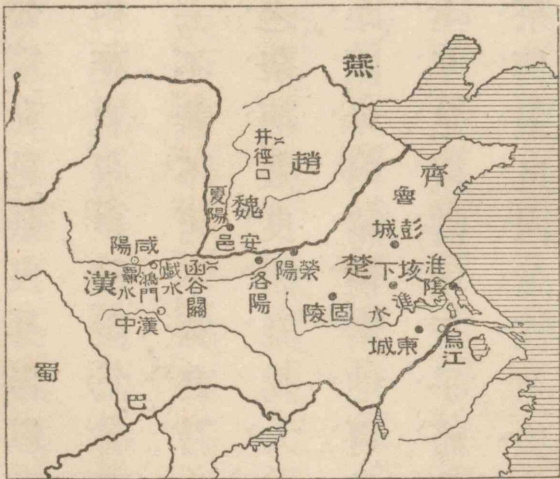 燕
趙
井陘口
齊
魯
夏陽
魏
安邑
彭城
咸陽
霸水
鴻門
戲水
函谷關
洛陽
滎陽
楚
垓下
淮陰
淮水
漢
漢中
固陵
東城
烏江
蜀
巴